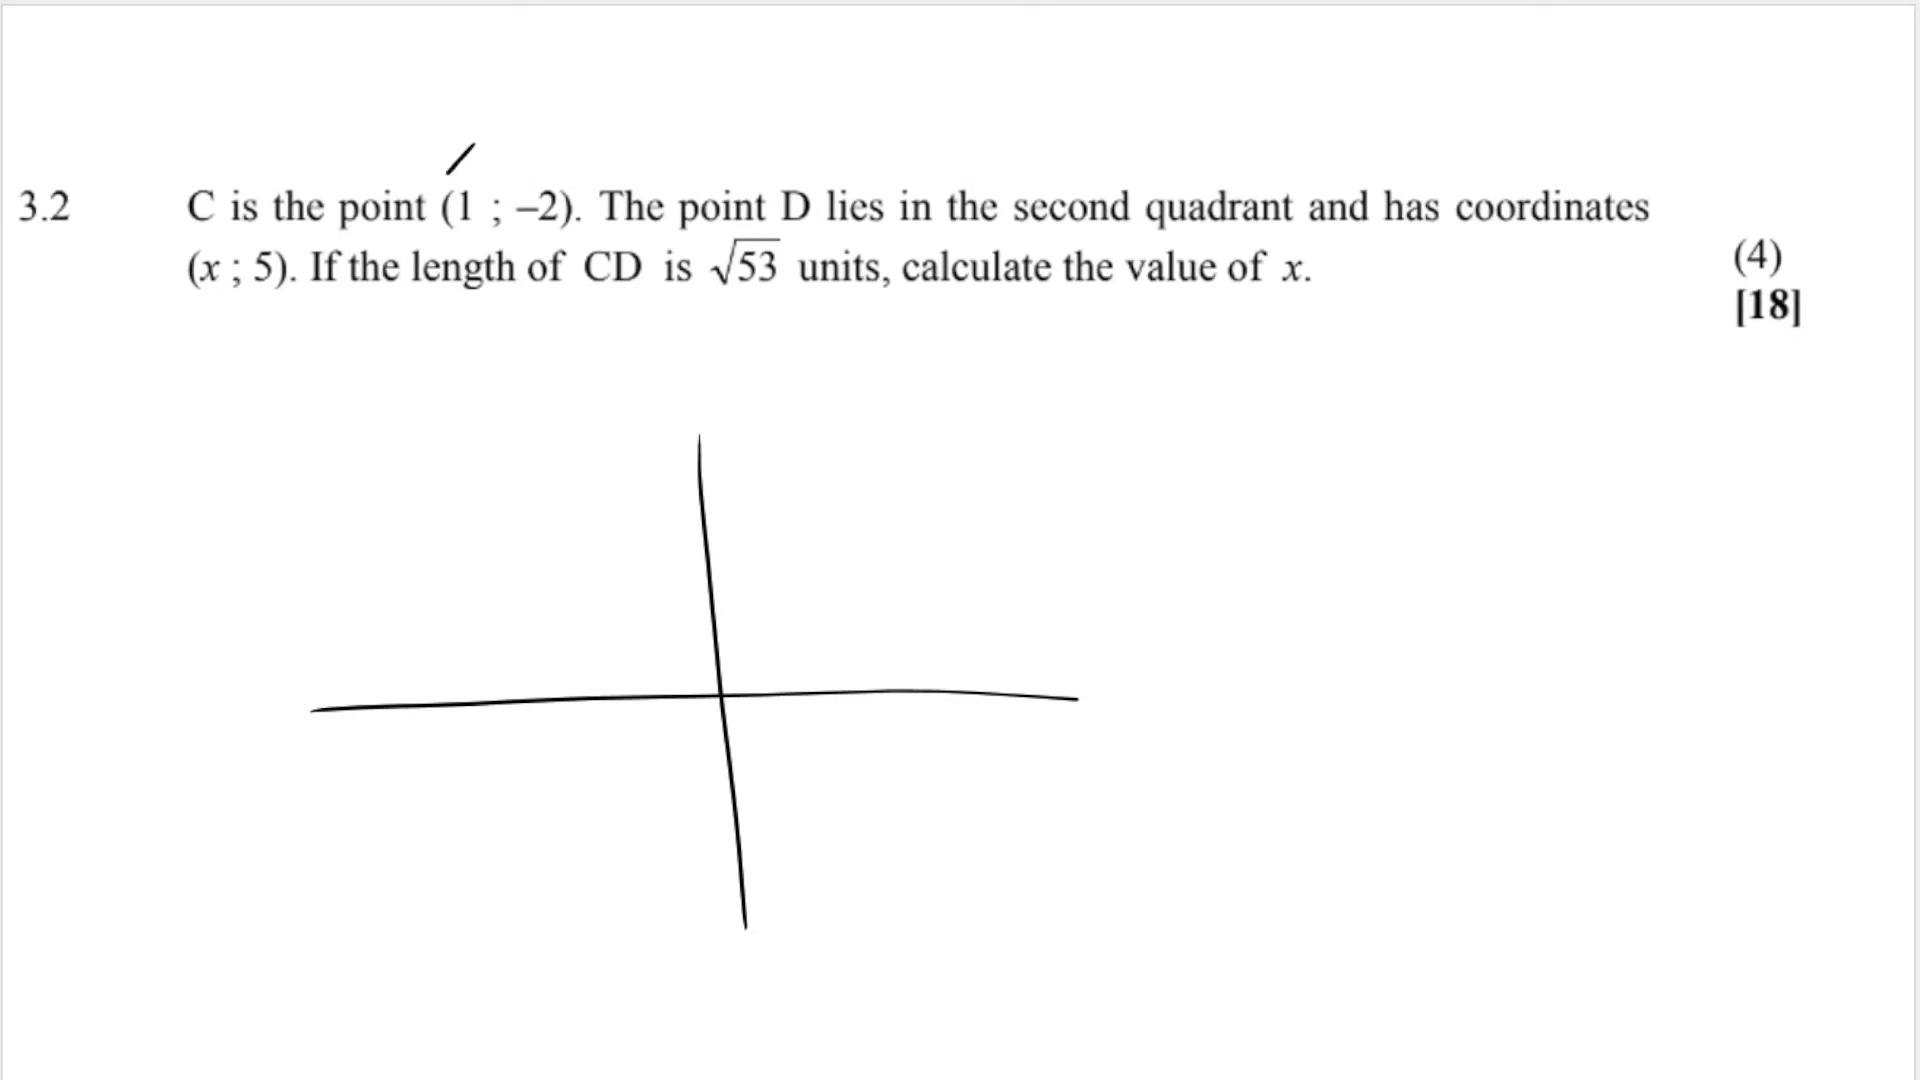 3.2 C is the point (1 ; –2). The point D lies in the second quadrant and has coordinates
(x ; 5). If the length of CD is √53 units, calculate the value of x.
(4)
[18]